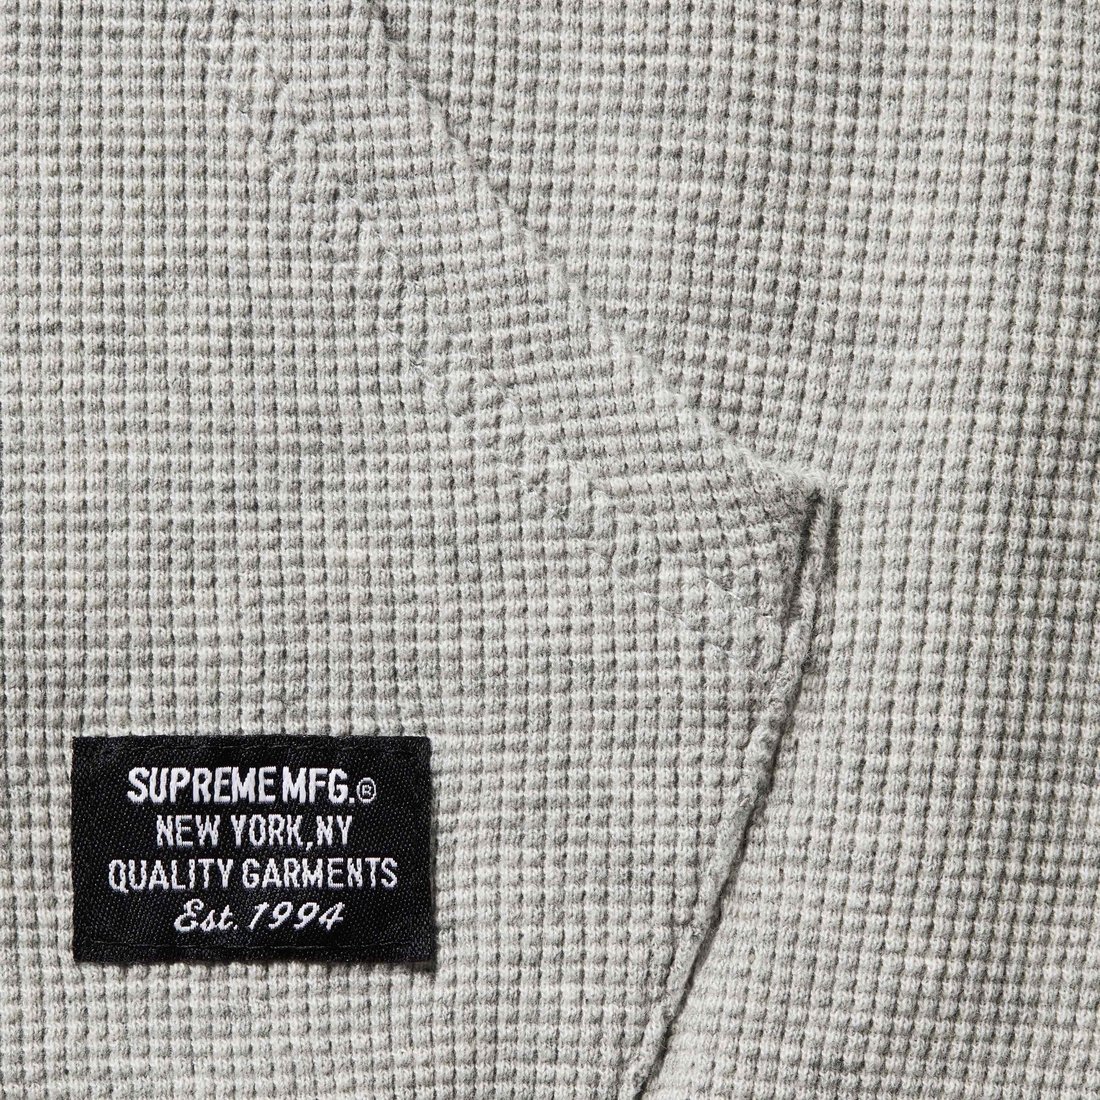 SUPREME MFG.®
NEW YORK, NY
QUALITY GARMENTS
Est. 1994